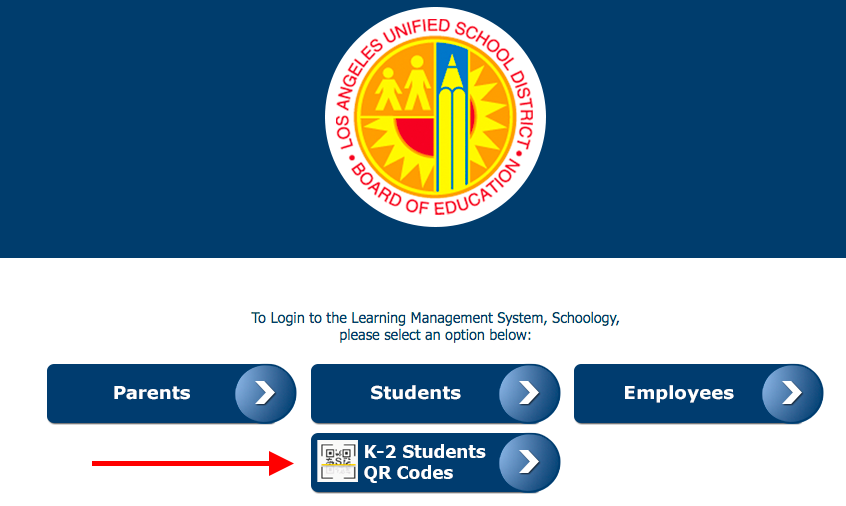 LOS ANGELES UNIFIED SCHOOL DISTRICT
• BOARD OF EDUCATION •
To Login to the Learning Management System, Schoology,
please select an option below:
Parents
Students
Employees
K-2 Students
QR Codes